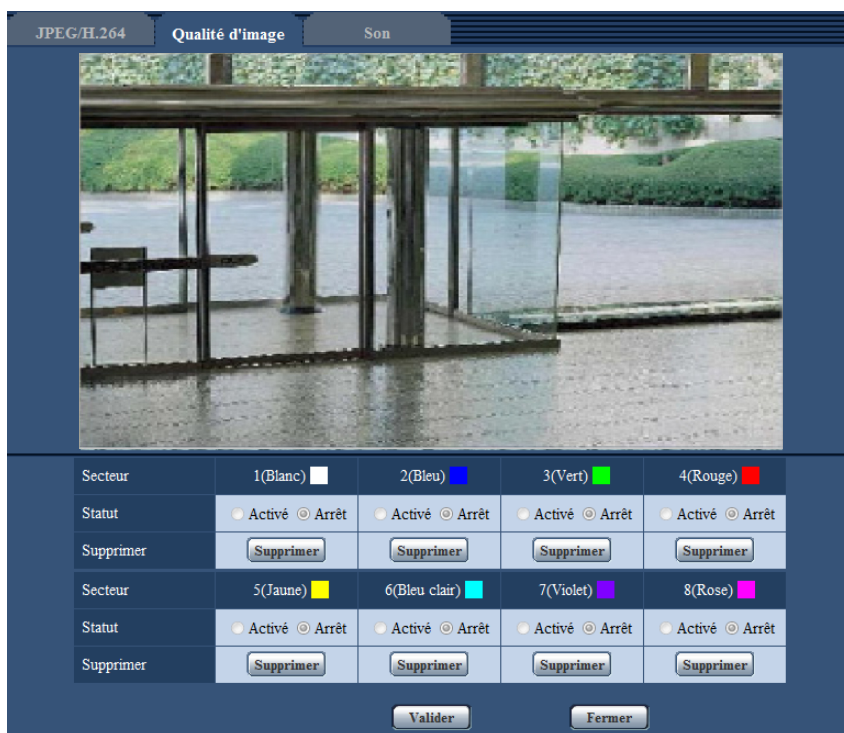 JPEG/H.264 Qualité d'image Son
Secteur 1(Blanc) 2(Bleu) 3(Vert) 4(Rouge)
Statut Activé Arrêt Activé Arrêt Activé Arrêt Activé Arrêt
Supprimer Supprimer Supprimer Supprimer Supprimer
Secteur 5(Jaune) 6(Bleu clair) 7(Violet) 8(Rose)
Statut Activé Arrêt Activé Arrêt Activé Arrêt Activé Arrêt
Supprimer Supprimer Supprimer Supprimer Supprimer
Valider Fermer